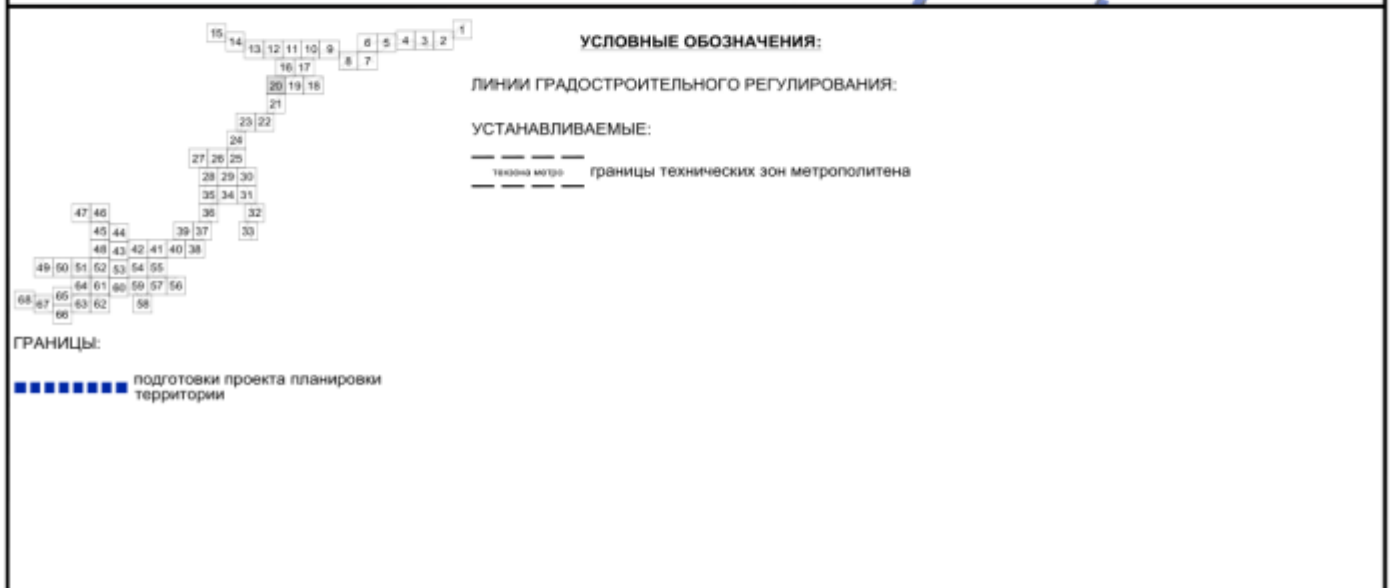 1
15 14 6 5 4 3 2
13 12 11 10 9 8 7
16 17
20 19 18
21
23 22
24
27 26 25
28 29 30
35 34 31
47 46 36 32
45 44 39 37 33
48 43 42 41 40 38
49 50 51 52 53 54 55
64 61 60 59 57 56
68 67 65 63 62 58
66
УСЛОВНЫЕ ОБОЗНАЧЕНИЯ:
ЛИНИИ ГРАДОСТРОИТЕЛЬНОГО РЕГУЛИРОВАНИЯ:
УСТАНАВЛИВАЕМЫЕ:
техзона метро границы технических зон метрополитена
ГРАНИЦЫ:
подготовки проекта планировки
территории